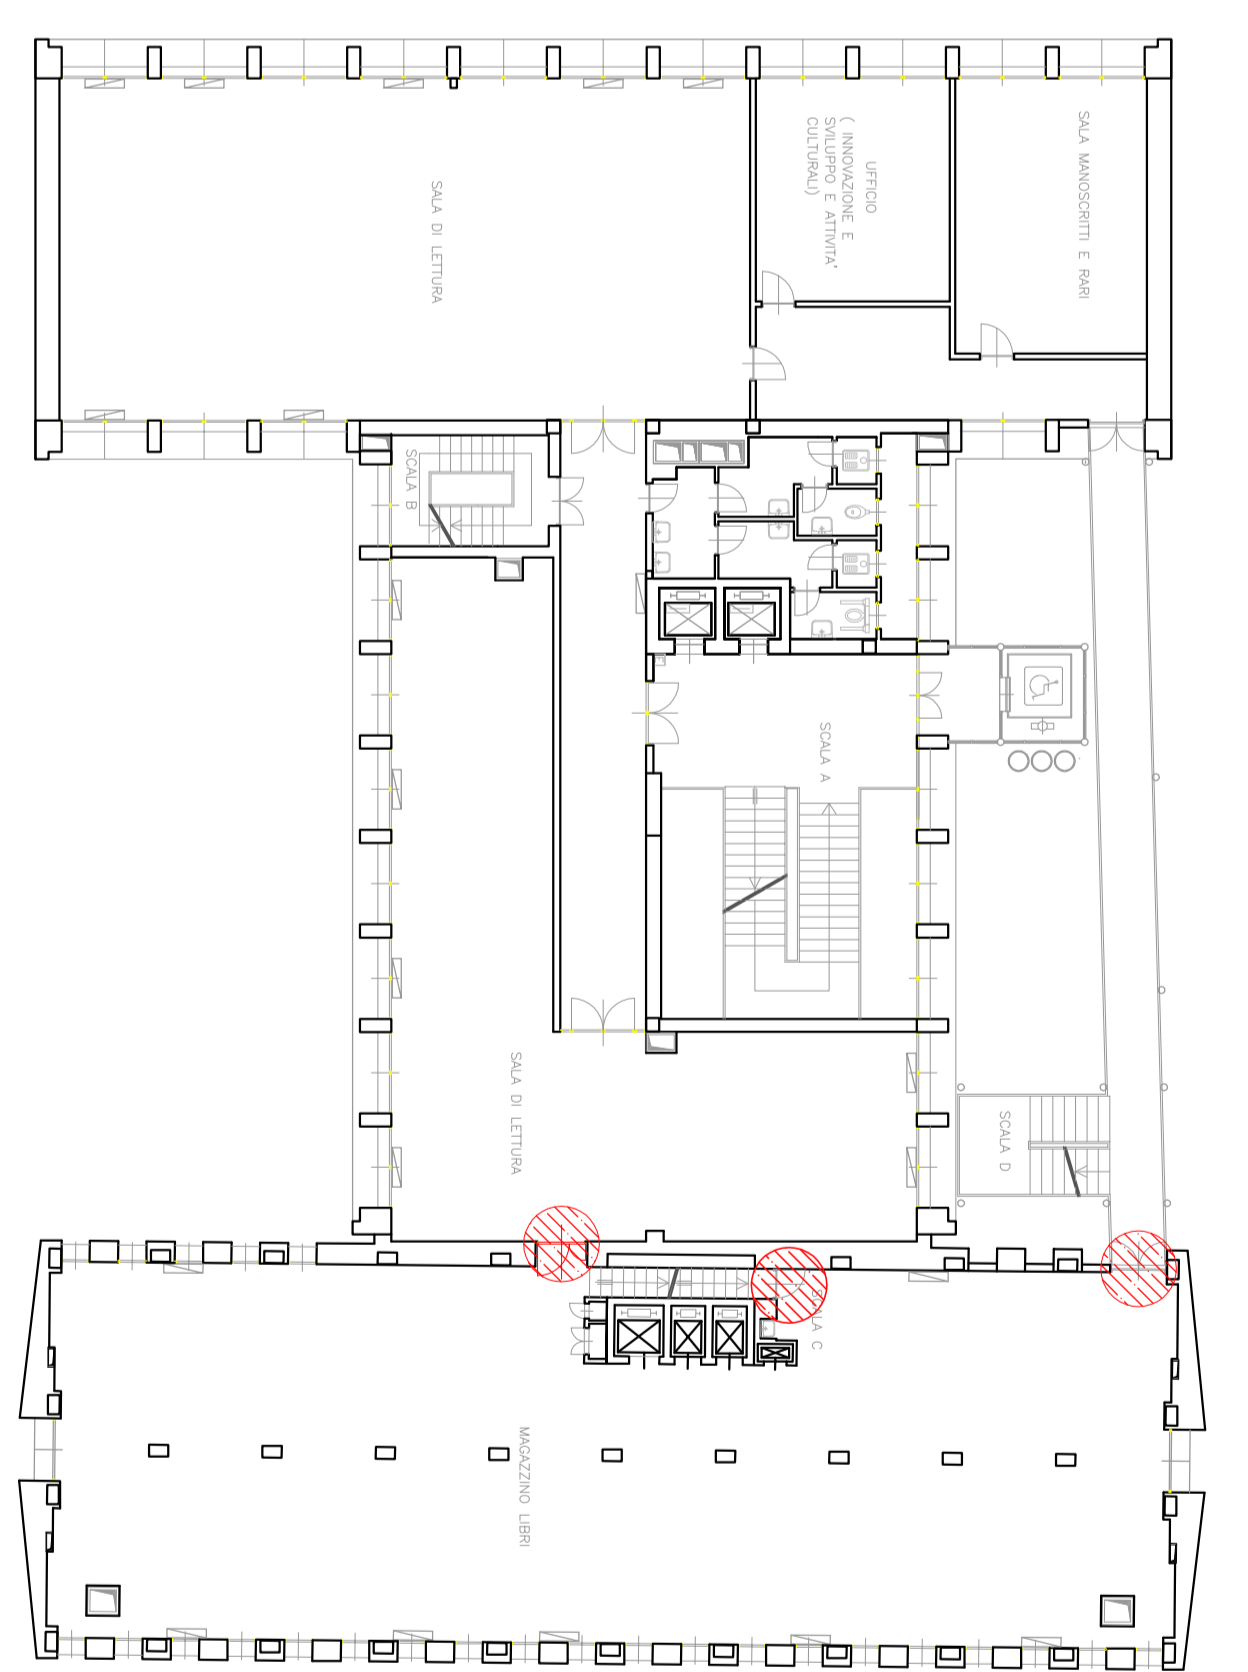 SALA MANOSCRITTI E RARI
UFFICIO
( INNOVAZIONE E
SVILUPPO E ATTIVITA'
CULTURALI)
SALA DI LETTURA
SCALA B
SCALA A
SALA DI LETTURA
SCALA D
SCALA C
MAGAZZINO LIBRI